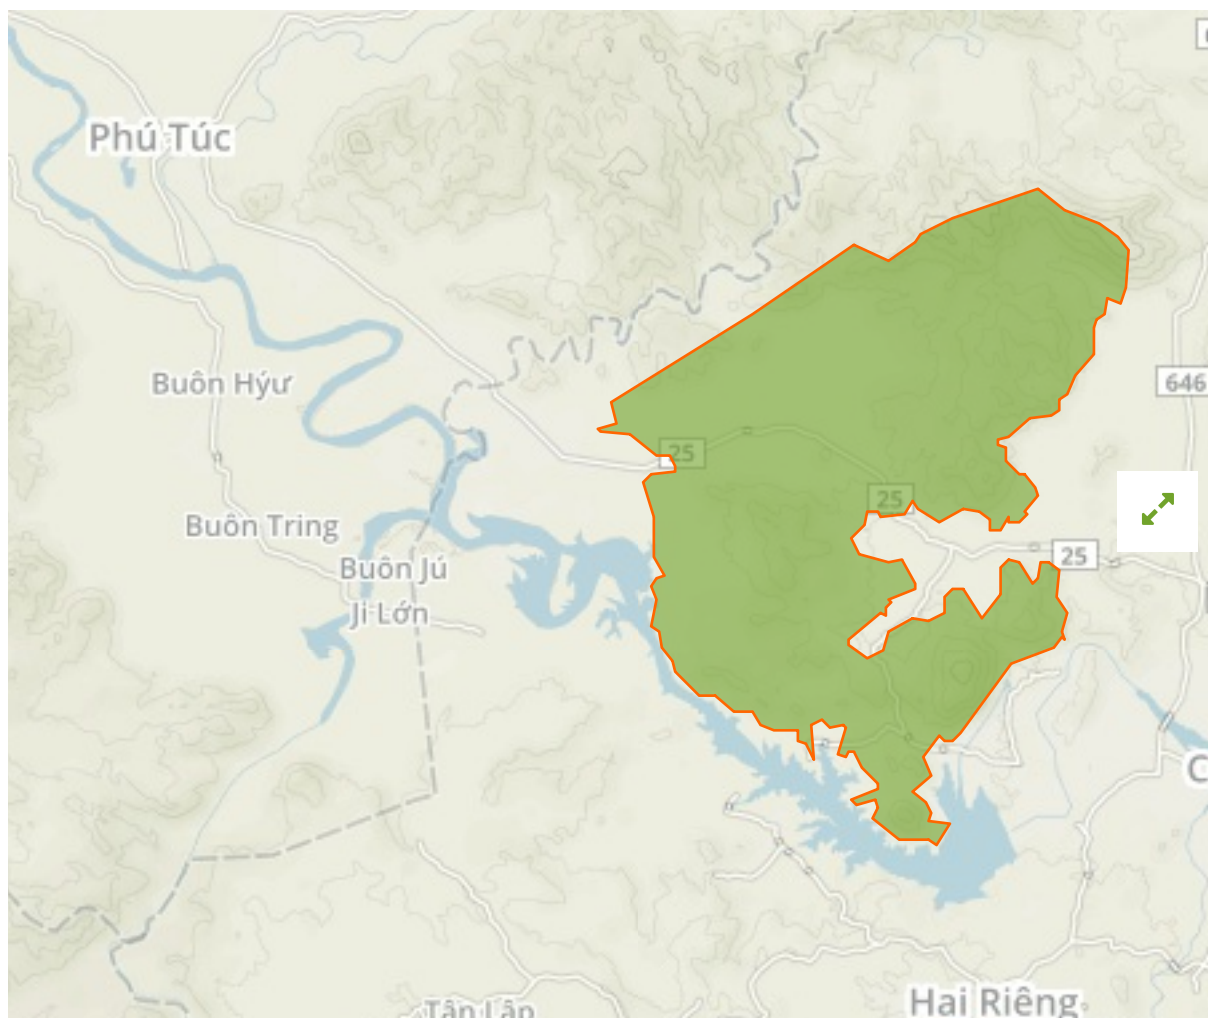 Phú Túc
Buôn Hýư
646
25
25
Buôn Tring
25
Buôn Jú
Ji Lớn
Hai Riêng
Tân Lập